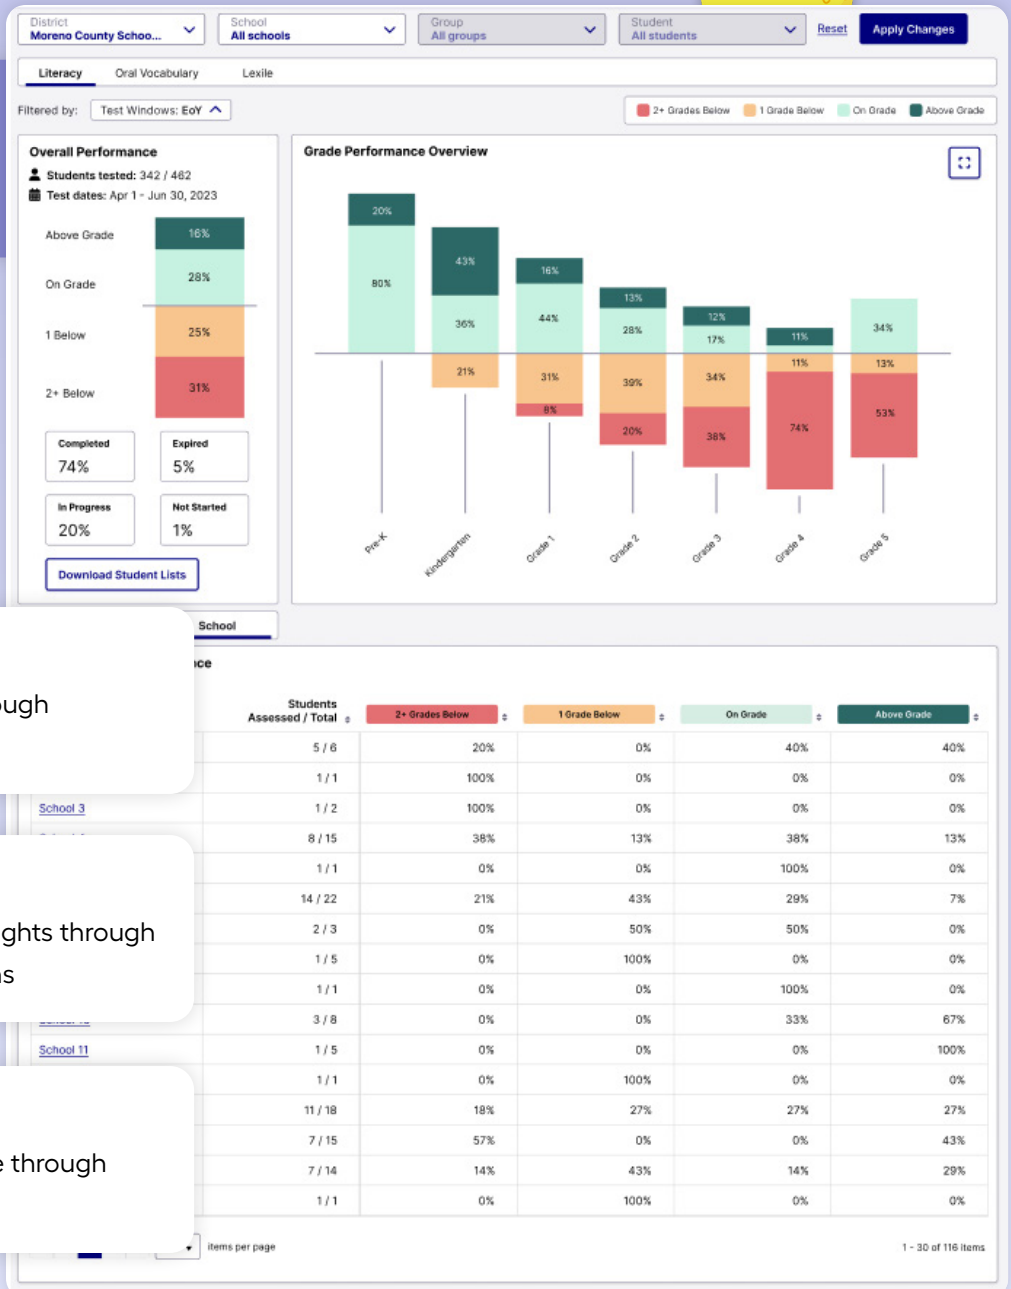 District
Moreno County Schoo...
School
All schools
Group
All groups
Student
All students
Reset
Apply Changes
Literacy
Oral Vocabulary
Lexile
Filtered by:
Test Windows: EoY
2+ Grades Below
1 Grade Below
On Grade
Above Grade
Overall Performance
Students tested: 342 / 462
Test dates: Apr 1 - Jun 30, 2023
Above Grade
16%
On Grade
28%
1 Below
25%
2+ Below
31%
Completed
74%
Expired
5%
In Progress
20%
Not Started
1%
Download Student Lists
Grade Performance Overview
20%
80%
43%
36%
21%
16%
44%
31%
8%
13%
28%
39%
20%
12%
17%
34%
38%
11%
11%
74%
34%
13%
53%
Pre-K
Kindergarten
Grade 1
Grade 2
Grade 3
Grade 4
Grade 5
School
nce
ough
Students
Assessed / Total
2+ Grades Below
1 Grade Below
On Grade
Above Grade
5 / 6 20% 0% 40% 40%
1 / 1 100% 0% 0% 0%
School 3 1 / 2 100% 0% 0% 0%
8 / 15 38% 13% 38% 13%
1 / 1 0% 0% 100% 0%
14 / 22 21% 43% 29% 7%
ghts through
2 / 3 0% 50% 50% 0%
1 / 5 0% 100% 0% 0%
1 / 1 0% 0% 100% 0%
3 / 8 0% 0% 33% 67%
School 11 1 / 5 0% 0% 0% 100%
1 / 1 0% 100% 0% 0%
11 / 18 18% 27% 27% 27%
7 / 15 57% 0% 0% 43%
e through
7 / 14 14% 43% 14% 29%
1 / 1 0% 100% 0% 0%
items per page
1 - 30 of 116 items